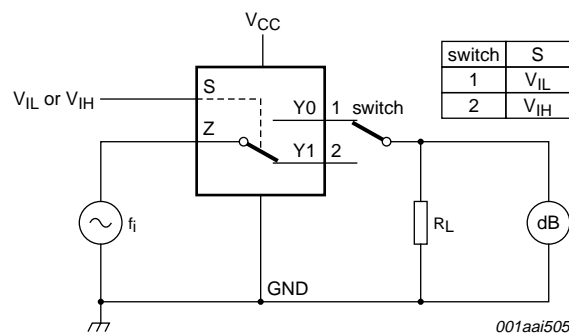 VCC
switch S
1 VIL
2 VIH
VIL or VIH
S
Y0 1 switch
Z
Y1 2
fi
RL
dB
GND
001aai505